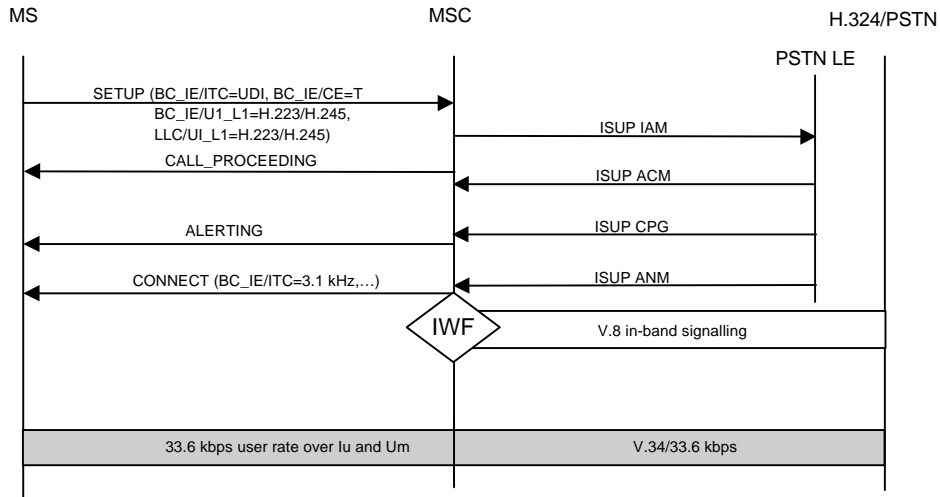 MS
MSC
H.324/PSTN
PSTN LE
SETUP (BC_IE/ITC=UDI, BC_IE/CE=T
BC_IE/U1_L1=H.223/H.245,
LLC/UI_L1=H.223/H.245)
ISUP IAM
CALL_PROCEEDING
ISUP ACM
ALERTING
ISUP CPG
CONNECT (BC_IE/ITC=3.1 kHz,…)
ISUP ANM
IWF
V.8 in-band signalling
33.6 kbps user rate over Iu and Um
V.34/33.6 kbps